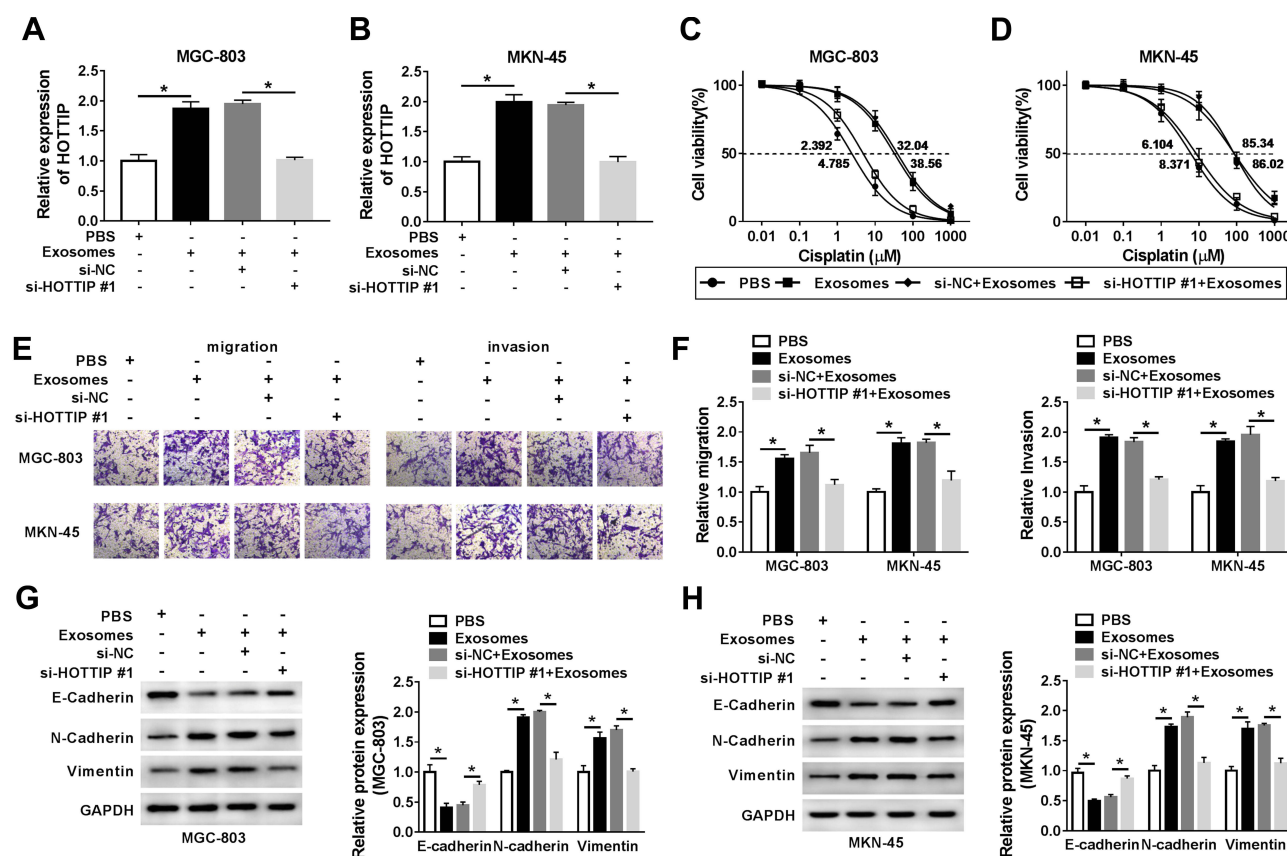 A
MGC-803
Relative expression
of HOTTIP
2.5
2.0
1.5
1.0
0.5
0.0
*
*
PBS + - - -
Exosomes - + + +
si-NC - - + -
si-HOTTIP #1 - - - +
B
MKN-45
Relative expression
of HOTTIP
2.5
2.0
1.5
1.0
0.5
0.0
*
*
PBS + - - -
Exosomes - + + +
si-NC - - + -
si-HOTTIP #1 - - - +
C
MGC-803
Cell viability(%)
100
50
0
2.392
4.785
32.04
38.56
0.01 0.1 1 10 100 1000
Cisplatin (μM)
D
MKN-45
Cell viability(%)
100
50
0
6.104
8.371
85.34
86.02
0.01 0.1 1 10 100 1000
Cisplatin (μM)
PBS Exosomes si-NC+Exosomes si-HOTTIP #1+Exosomes
E
migration
invasion
PBS + - - - + - - -
Exosomes - + + + - + + +
si-NC - - + - - - + -
si-HOTTIP #1 - - - + - - - +
MGC-803
MKN-45
F
PBS
Exosomes
si-NC+Exosomes
si-HOTTIP #1+Exosomes
Relative migration
2.5
2.0
1.5
1.0
0.5
0.0
* * * *
MGC-803 MKN-45
PBS
Exosomes
si-NC+Exosomes
si-HOTTIP #1+Exosomes
Relative Invasion
2.5
2.0
1.5
1.0
0.5
0.0
* * * *
MGC-803 MKN-45
G
PBS + - - -
Exosomes - + + +
si-NC - - + -
si-HOTTIP #1 - - - +
E-Cadherin
N-Cadherin
Vimentin
GAPDH
MGC-803
PBS
Exosomes
si-NC+Exosomes
si-HOTTIP #1+Exosomes
Relative protein expression
(MGC-803)
2.5
2.0
1.5
1.0
0.5
0.0
* * * * * *
E-cadherin N-cadherin Vimentin
H
PBS + - - -
Exosomes - + + +
si-NC - - + -
si-HOTTIP #1 - - - +
E-Cadherin
N-Cadherin
Vimentin
GAPDH
MKN-45
PBS
Exosomes
si-NC+Exosomes
si-HOTTIP #1+Exosomes
Relative protein expression
(MKN-45)
2.5
2.0
1.5
1.0
0.5
0.0
* * * * * *
E-cadherin N-cadherin Vimentin